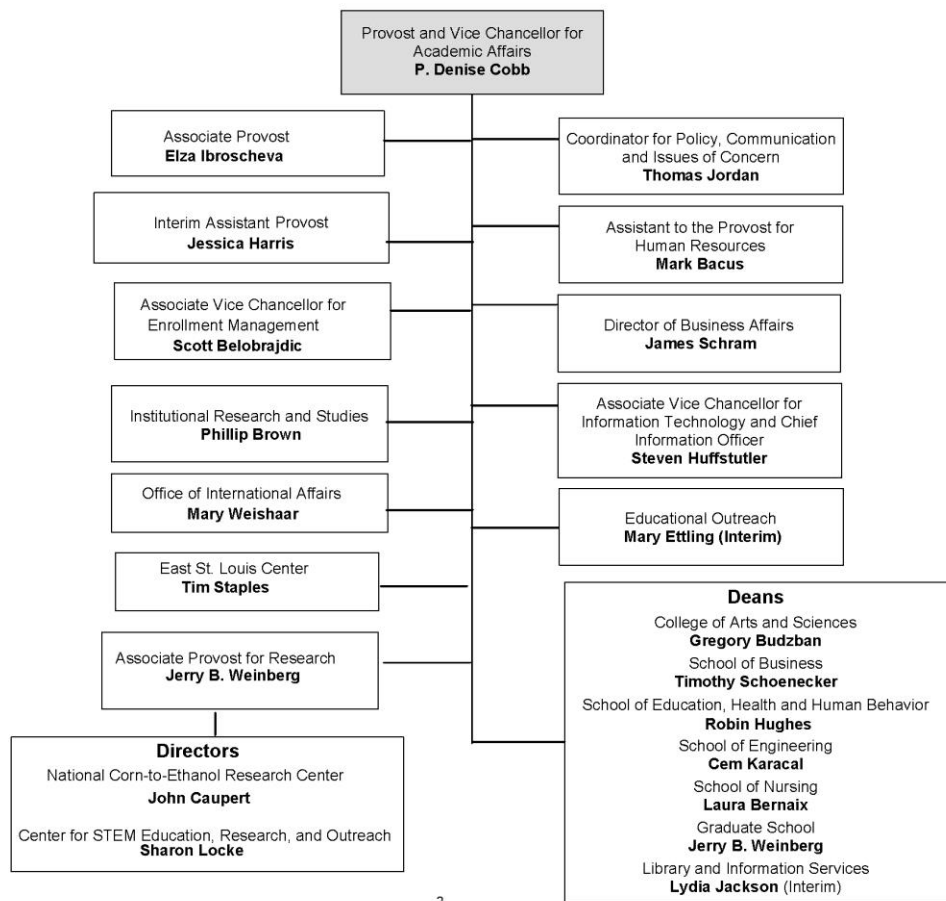 Provost and Vice Chancellor for
Academic Affairs
P. Denise Cobb
Associate Provost
Elza Ibroscheva
Interim Assistant Provost
Jessica Harris
Associate Vice Chancellor for
Enrollment Management
Scott Belobrajdic
Institutional Research and Studies
Phillip Brown
Office of International Affairs
Mary Weishaar
East St. Louis Center
Tim Staples
Associate Provost for Research
Jerry B. Weinberg
Directors
National Corn-to-Ethanol Research Center
John Caupert
Center for STEM Education, Research, and Outreach
Sharon Locke
Coordinator for Policy, Communication
and Issues of Concern
Thomas Jordan
Assistant to the Provost for
Human Resources
Mark Bacus
Director of Business Affairs
James Schram
Associate Vice Chancellor for
Information Technology and Chief
Information Officer
Steven Huffstutler
Educational Outreach
Mary Ettling (Interim)
Deans
College of Arts and Sciences
Gregory Budzban
School of Business
Timothy Schoenecker
School of Education, Health and Human Behavior
Robin Hughes
School of Engineering
Cem Karacal
School of Nursing
Laura Bernaix
Graduate School
Jerry B. Weinberg
Library and Information Services
Lydia Jackson (Interim)